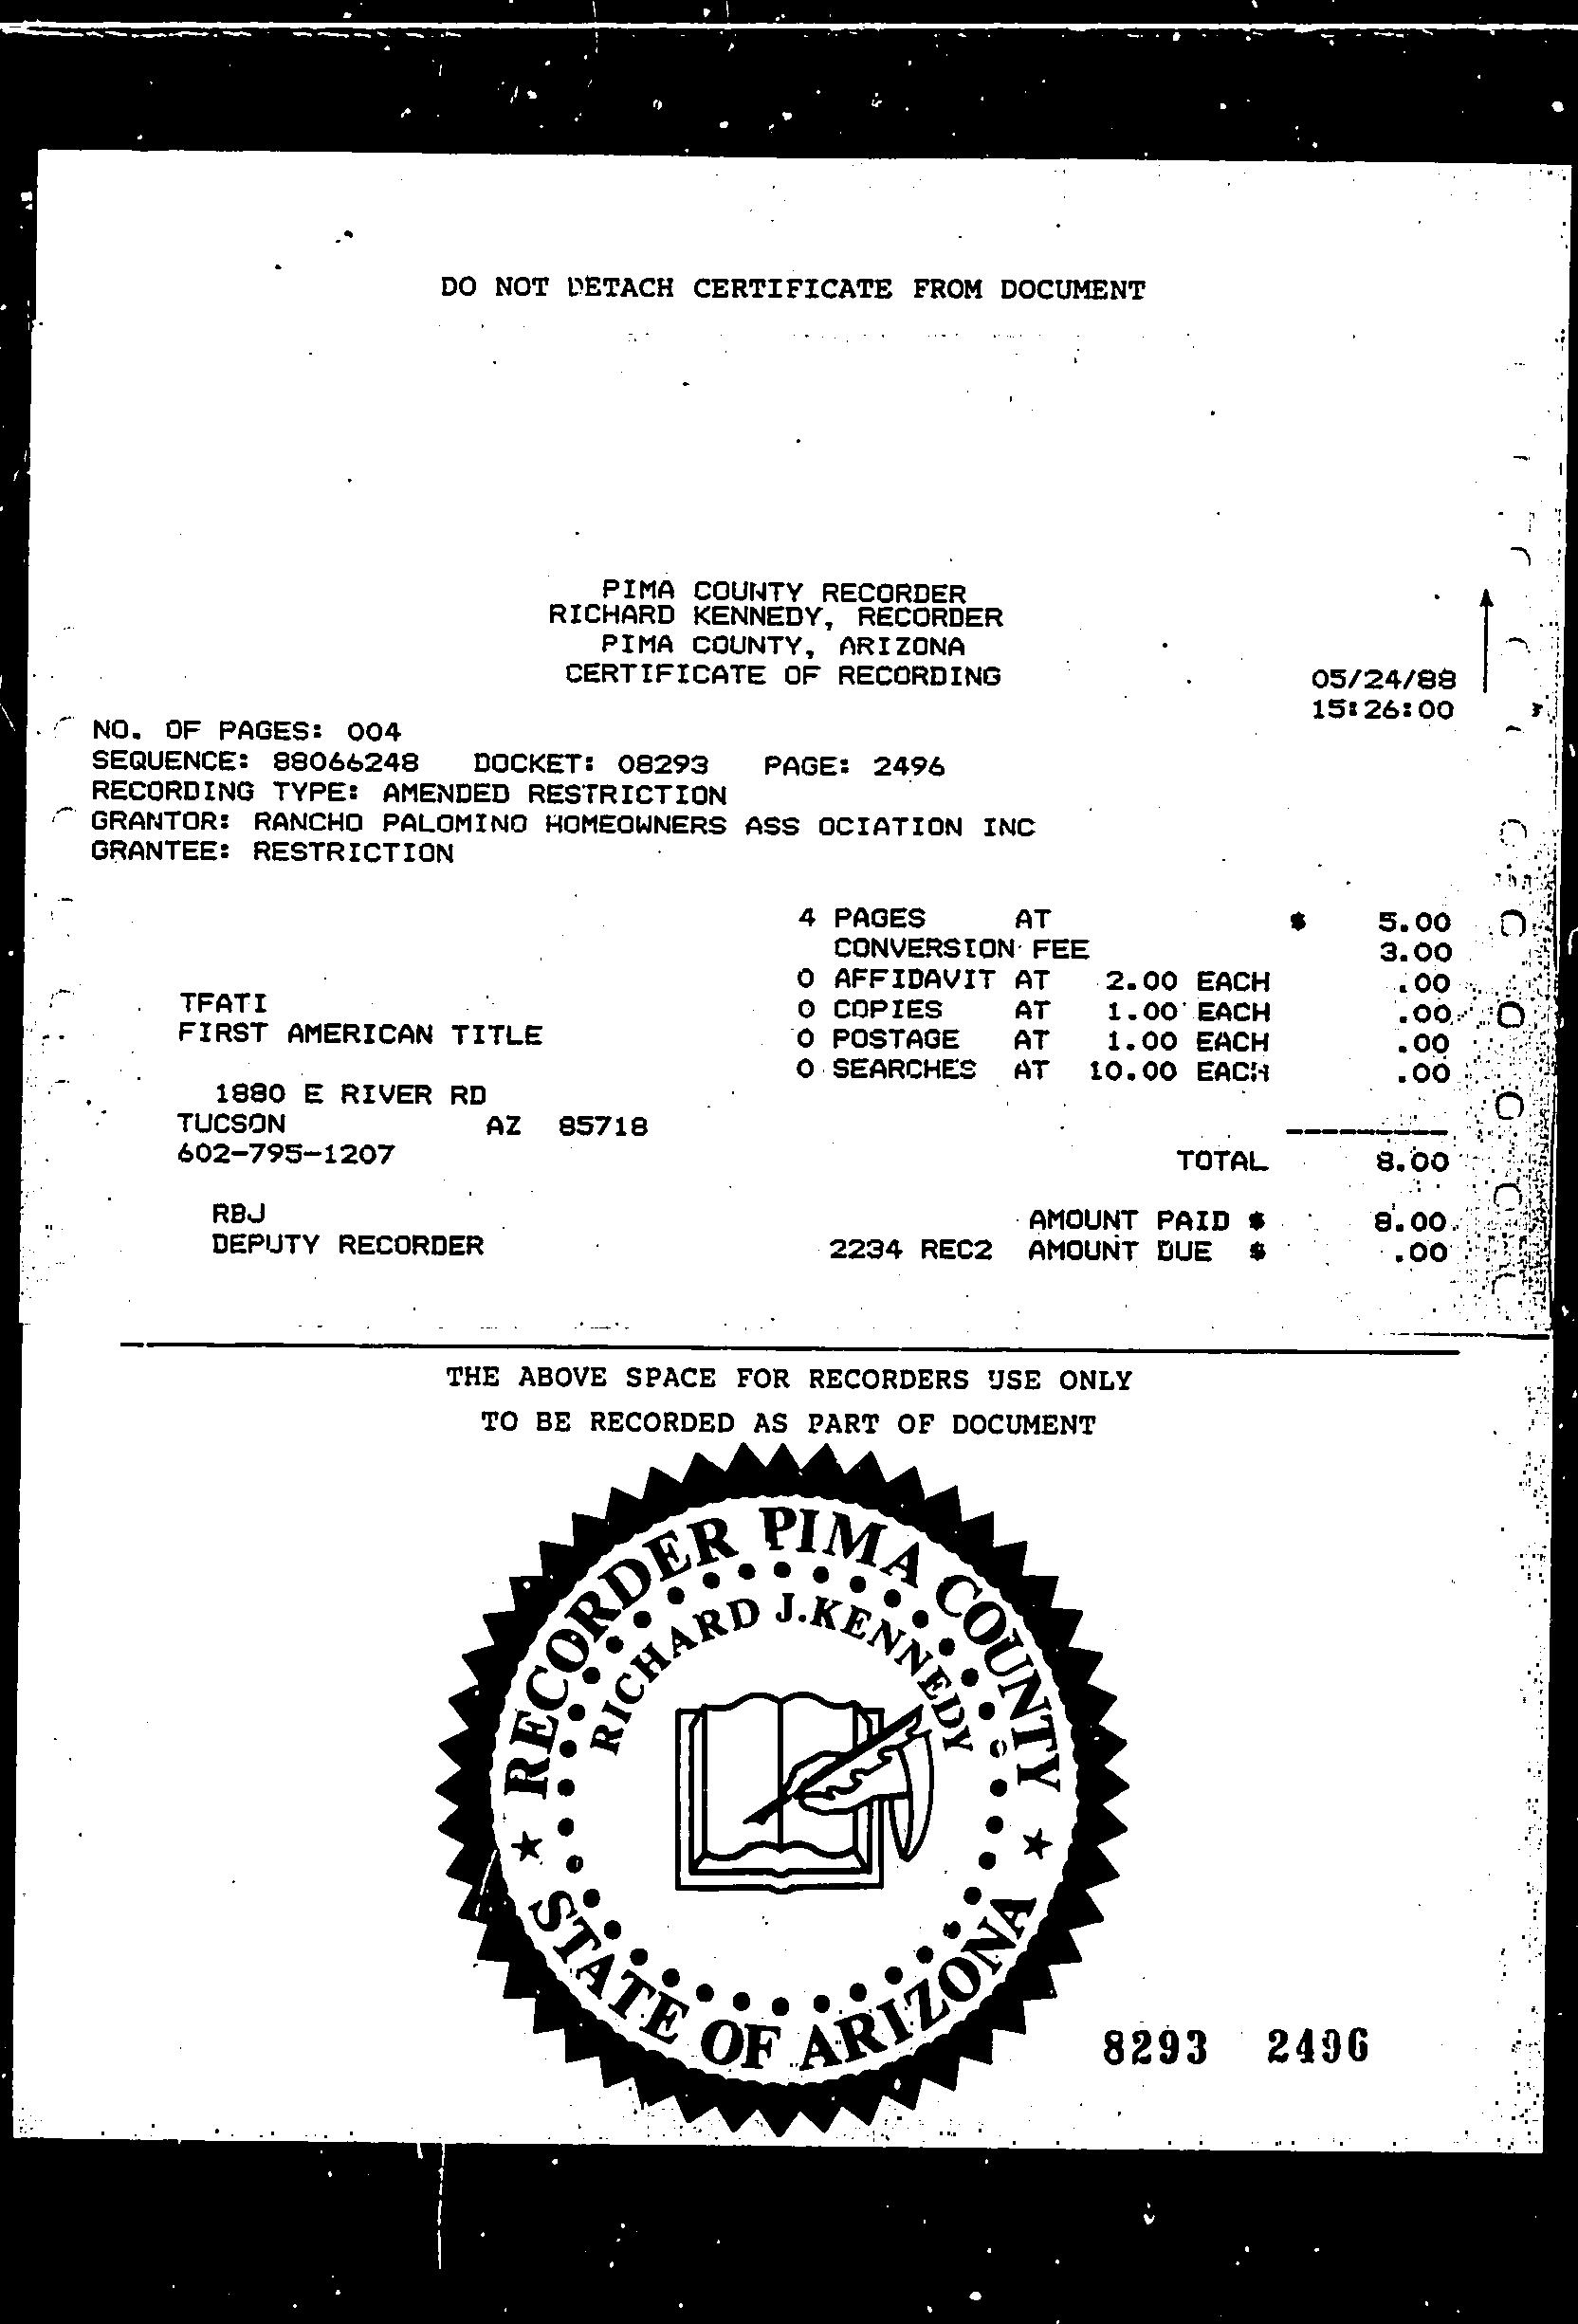 DO NOT DETACH CERTIFICATE FROM DOCUMENT
PIMA COUNTY RECORDER
RICHARD KENNEDY, RECORDER
PIMA COUNTY, ARIZONA
CERTIFICATE OF RECORDING
05/24/88
15:26:00
NO. OF PAGES: 004
SEQUENCE: 88066248 DOCKET: 08293 PAGE: 2496
RECORDING TYPE: AMENDED RESTRICTION
GRANTOR: RANCHO PALOMINO HOMEOWNERS ASS OCIATION INC
GRANTEE: RESTRICTION
4 PAGES AT $ 5.00
CONVERSION FEE 3.00
0 AFFIDAVIT AT 2.00 EACH .00
0 COPIES AT 1.00 EACH .00
0 POSTAGE AT 1.00 EACH .00
0 SEARCHES AT 10.00 EACH .00
TFATI
FIRST AMERICAN TITLE
1880 E RIVER RD
TUCSON AZ 85718
602-795-1207
TOTAL 8.00
RBJ
DEPUTY RECORDER
AMOUNT PAID $ 8.00
2234 REC2 AMOUNT DUE $ .00
THE ABOVE SPACE FOR RECORDERS USE ONLY
TO BE RECORDED AS PART OF DOCUMENT
RECORDER PIMA COUNTY
RICHARD J. KENNEDY
STATE OF ARIZONA
8293 2496